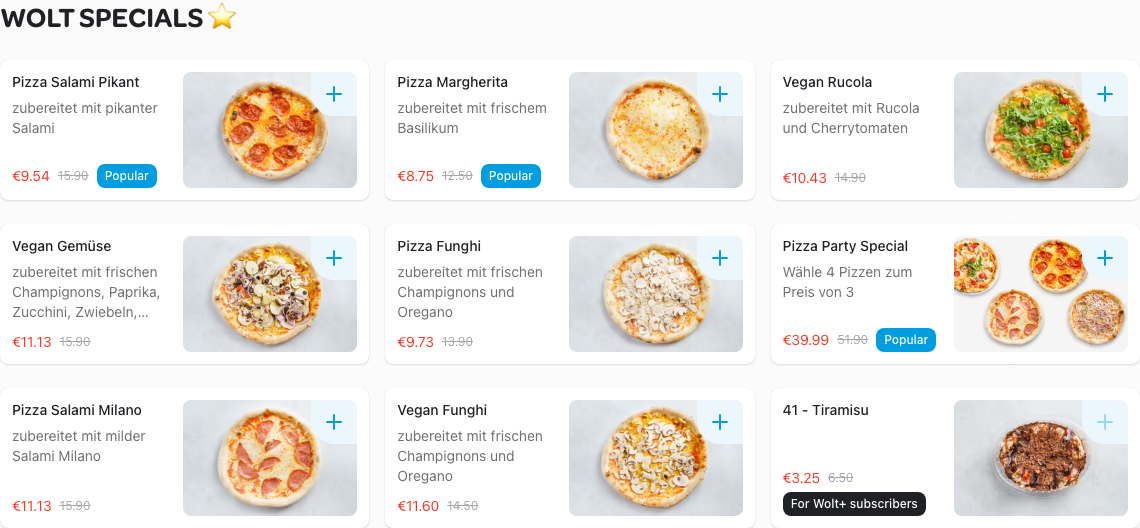 WOLT SPECIALS ⭐
Pizza Salami Pikant
zubereitet mit pikanter
Salami
€9.54 15.90 Popular
Pizza Margherita
zubereitet mit frischem
Basilikum
€8.75 12.50 Popular
Vegan Rucola
zubereitet mit Rucola
und Cherrytomaten
€10.43 14.90
Vegan Gemüse
zubereitet mit frischen
Champignons, Paprika,
Zucchini, Zwiebeln,...
€11.13 15.90
Pizza Funghi
zubereitet mit frischen
Champignons und
Oregano
€9.73 13.90
Pizza Party Special
Wähle 4 Pizzen zum
Preis von 3
€39.99 51.90 Popular
Pizza Salami Milano
zubereitet mit milder
Salami Milano
€11.13 15.90
Vegan Funghi
zubereitet mit frischen
Champignons und
Oregano
€11.60 14.50
41 - Tiramisu
€3.25 6.50
For Wolt+ subscribers